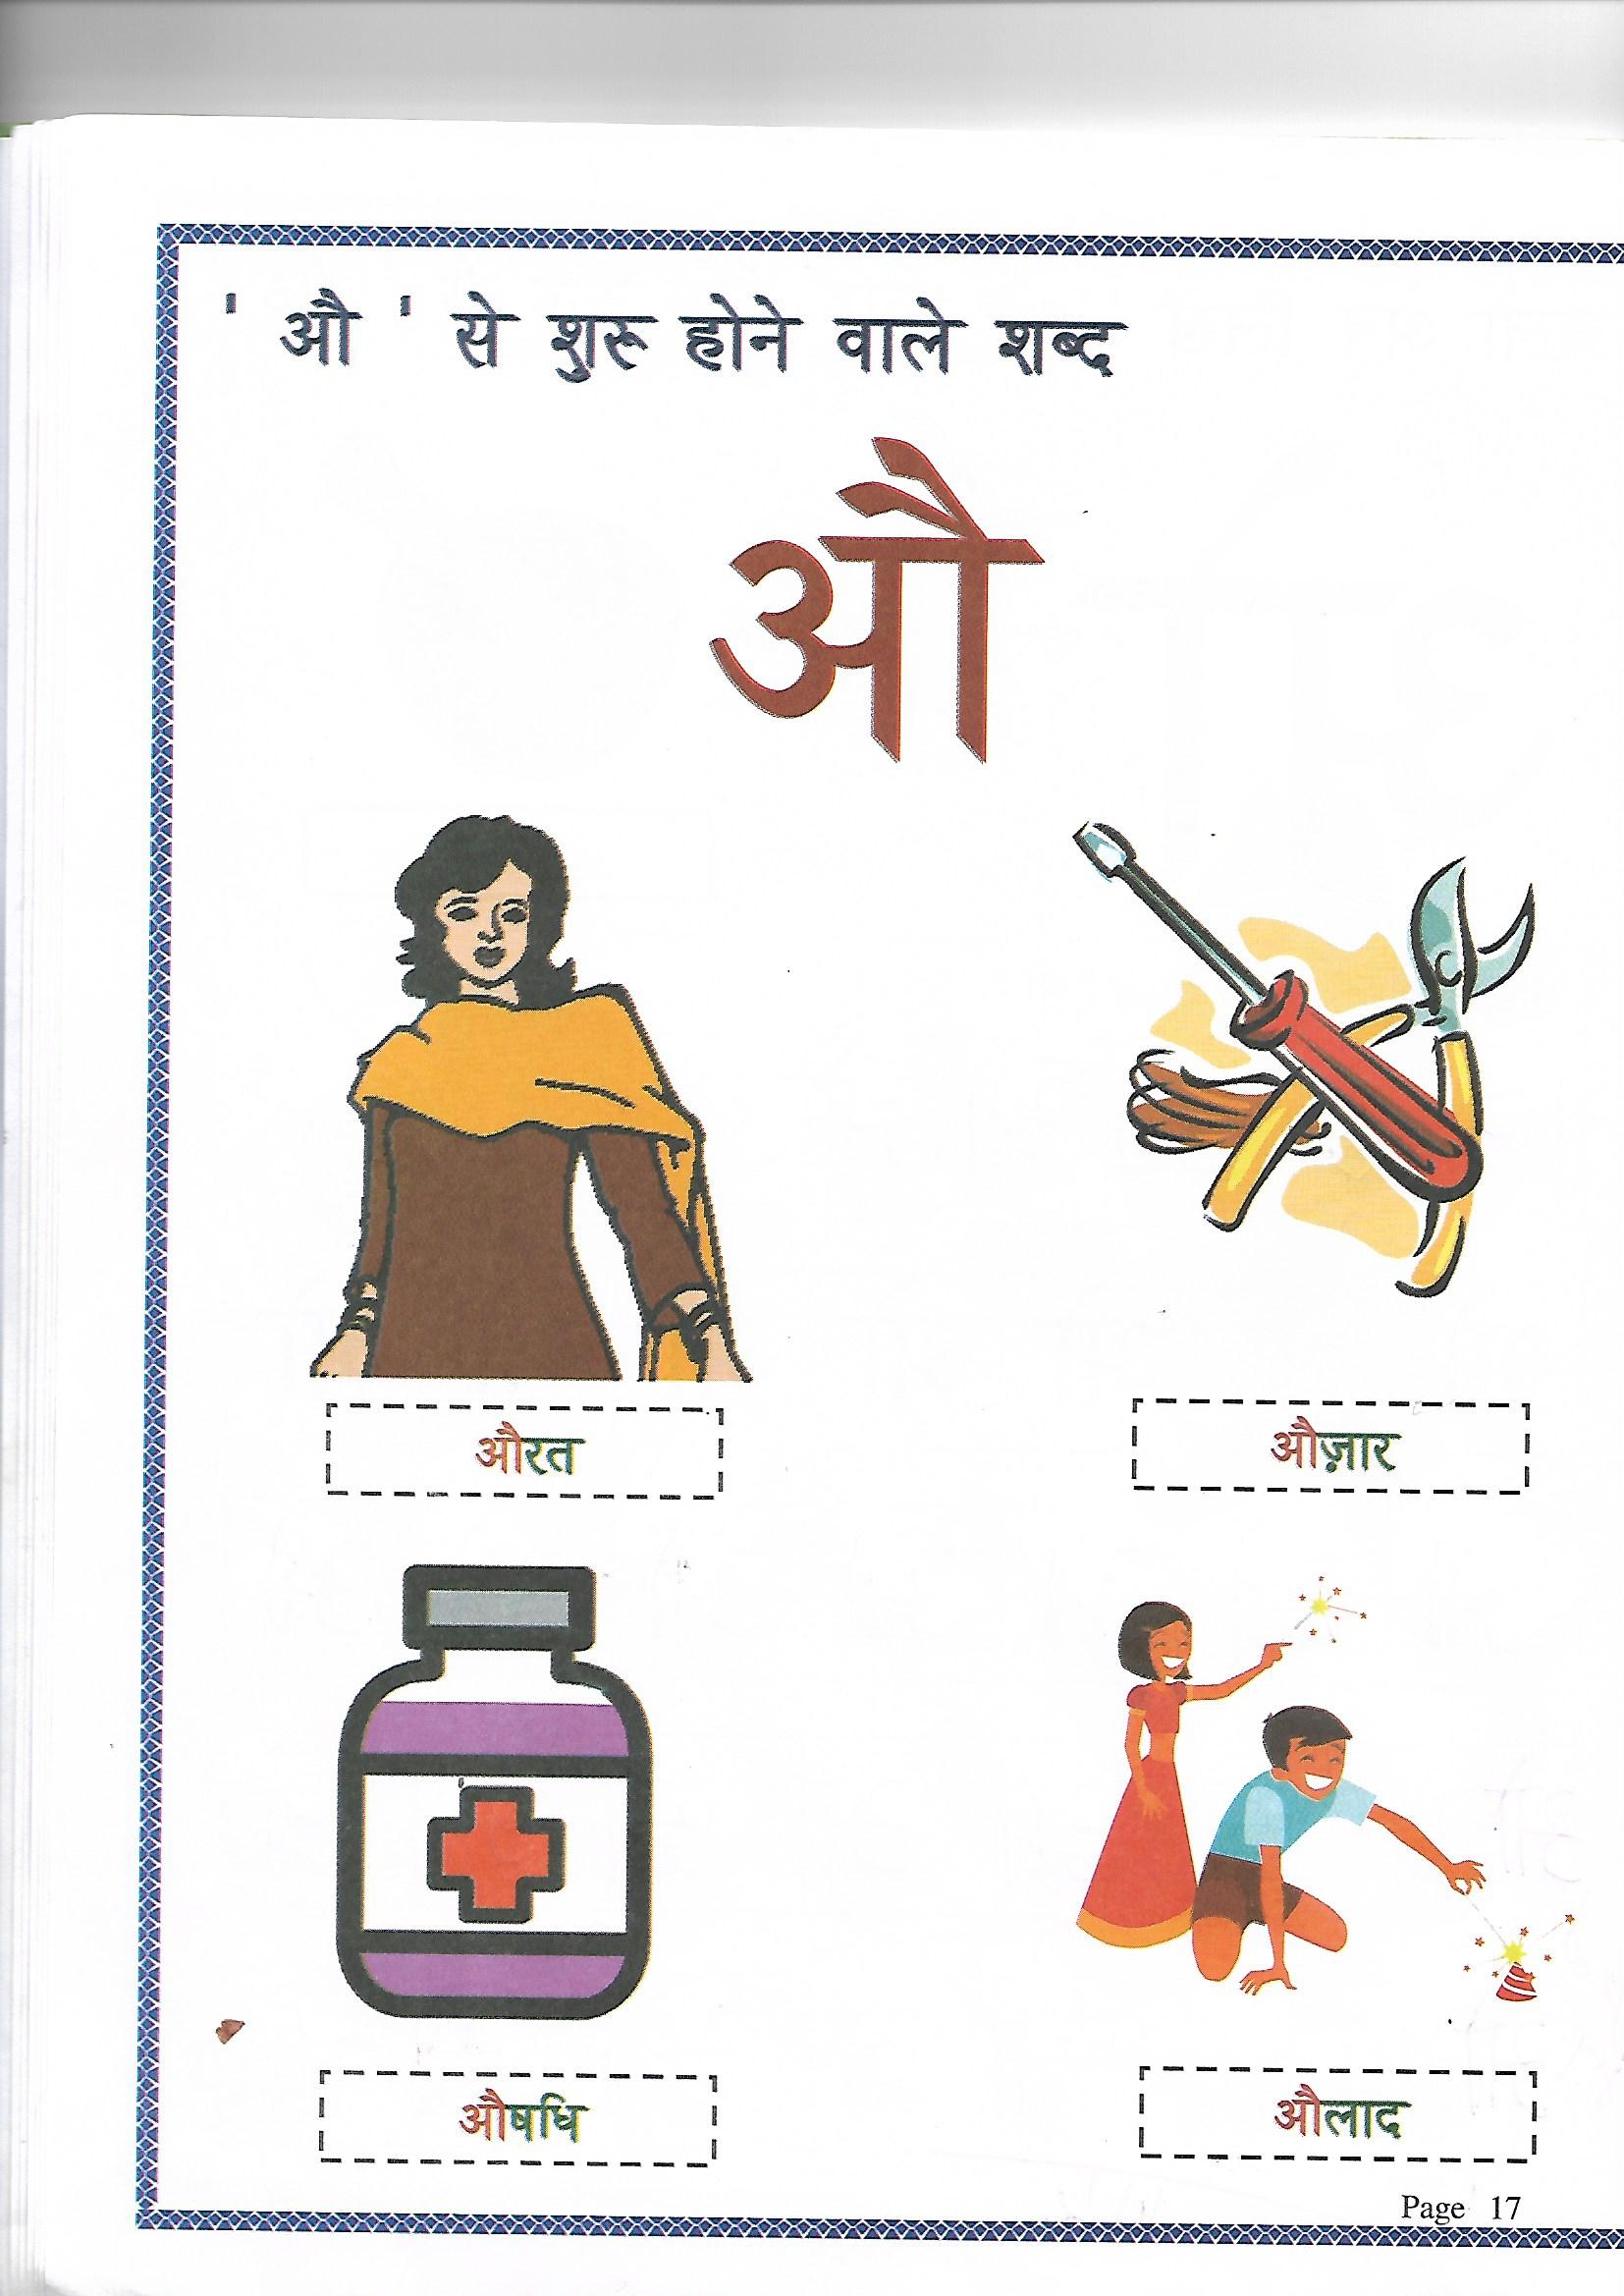 ' औ ' से शुरू होने वाले शब्द
औ
औरत
औज़ार
औषधि
औलाद
Page 17